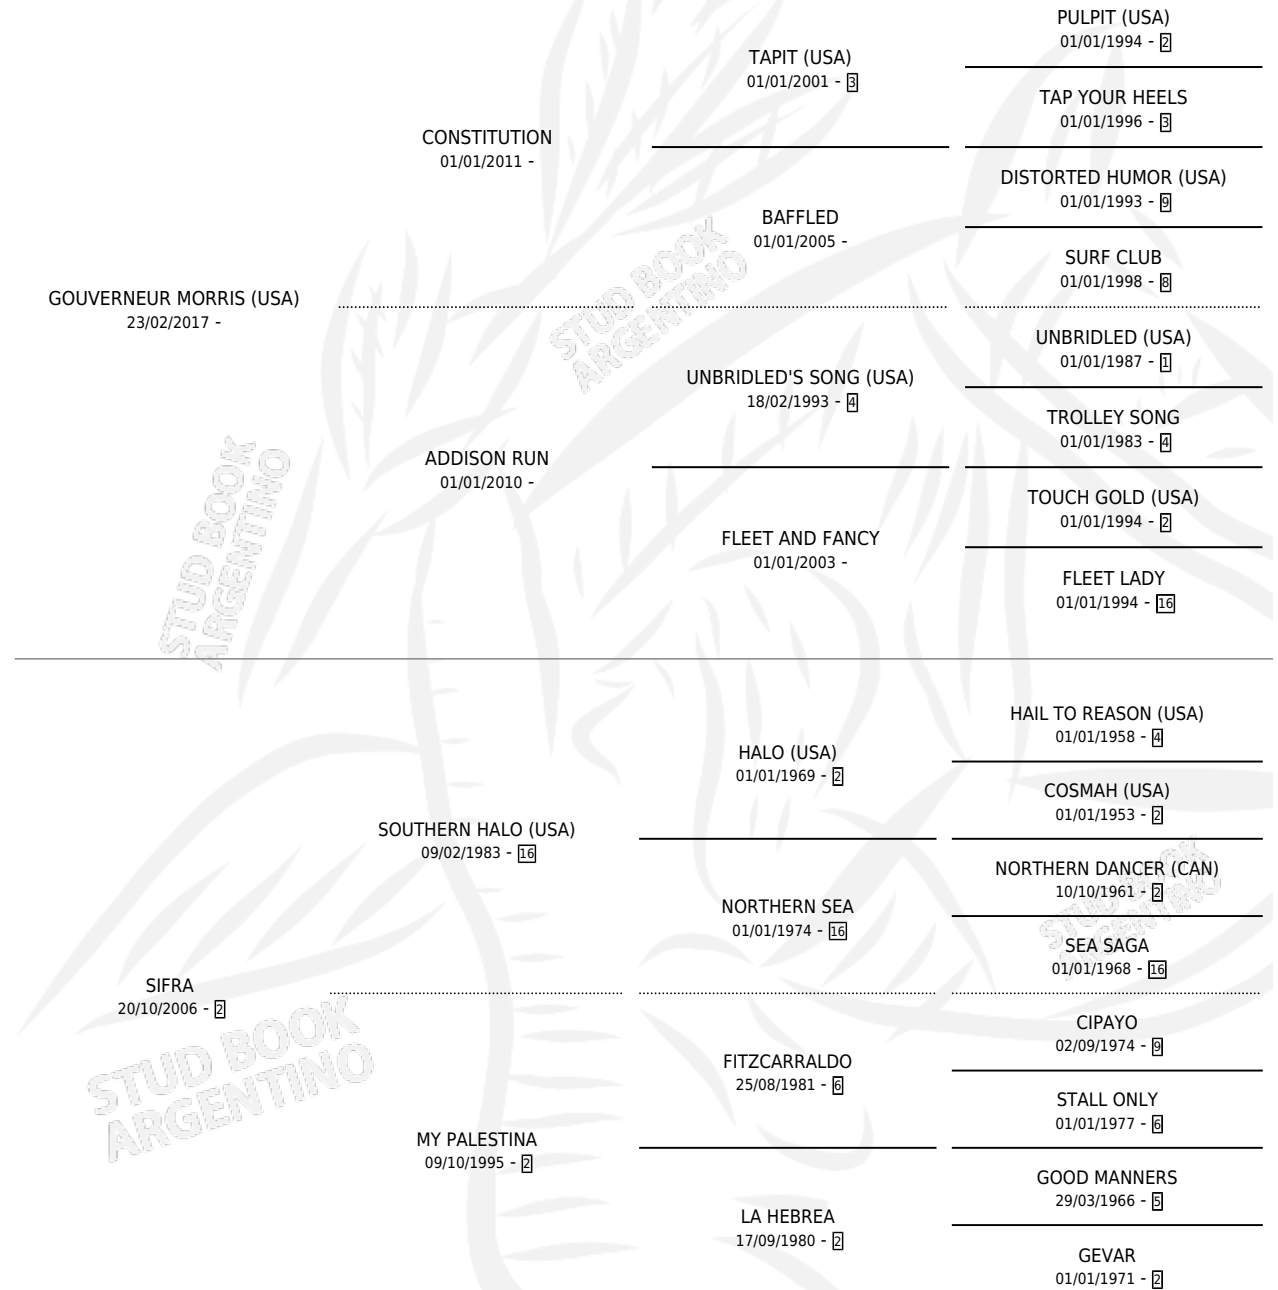 PULPIT (USA)
01/01/1994 - 2
TAPIT (USA)
01/01/2001 - 3
TAP YOUR HEELS
01/01/1996 - 3
CONSTITUTION
01/01/2011 -
DISTORTED HUMOR (USA)
01/01/1993 - 9
BAFFLED
01/01/2005 -
SURF CLUB
01/01/1998 - 8
GOUVERNEUR MORRIS (USA)
23/02/2017 -
UNBRIDLED (USA)
01/01/1987 - 1
UNBRIDLED'S SONG (USA)
18/02/1993 - 4
TROLLEY SONG
01/01/1983 - 4
ADDISON RUN
01/01/2010 -
TOUCH GOLD (USA)
01/01/1994 - 2
FLEET AND FANCY
01/01/2003 -
FLEET LADY
01/01/1994 - 16
HAIL TO REASON (USA)
01/01/1958 - 4
HALO (USA)
01/01/1969 - 2
COSMAH (USA)
01/01/1953 - 2
SOUTHERN HALO (USA)
09/02/1983 - 16
NORTHERN DANCER (CAN)
10/10/1961 - 2
NORTHERN SEA
01/01/1974 - 16
SEA SAGA
01/01/1968 - 16
SIFRA
20/10/2006 - 2
CIPAYO
02/09/1974 - 9
FITZCARRALDO
25/08/1981 - 6
STALL ONLY
01/01/1977 - 6
MY PALESTINA
09/10/1995 - 2
GOOD MANNERS
29/03/1966 - 5
LA HEBREA
17/09/1980 - 2
GEVAR
01/01/1971 - 2
STUD BOOK
ARGENTINO
STUD BOOK
ARGENTINO
STUD BOOK
ARGENTINO
STUD BOOK
ARGENTINO